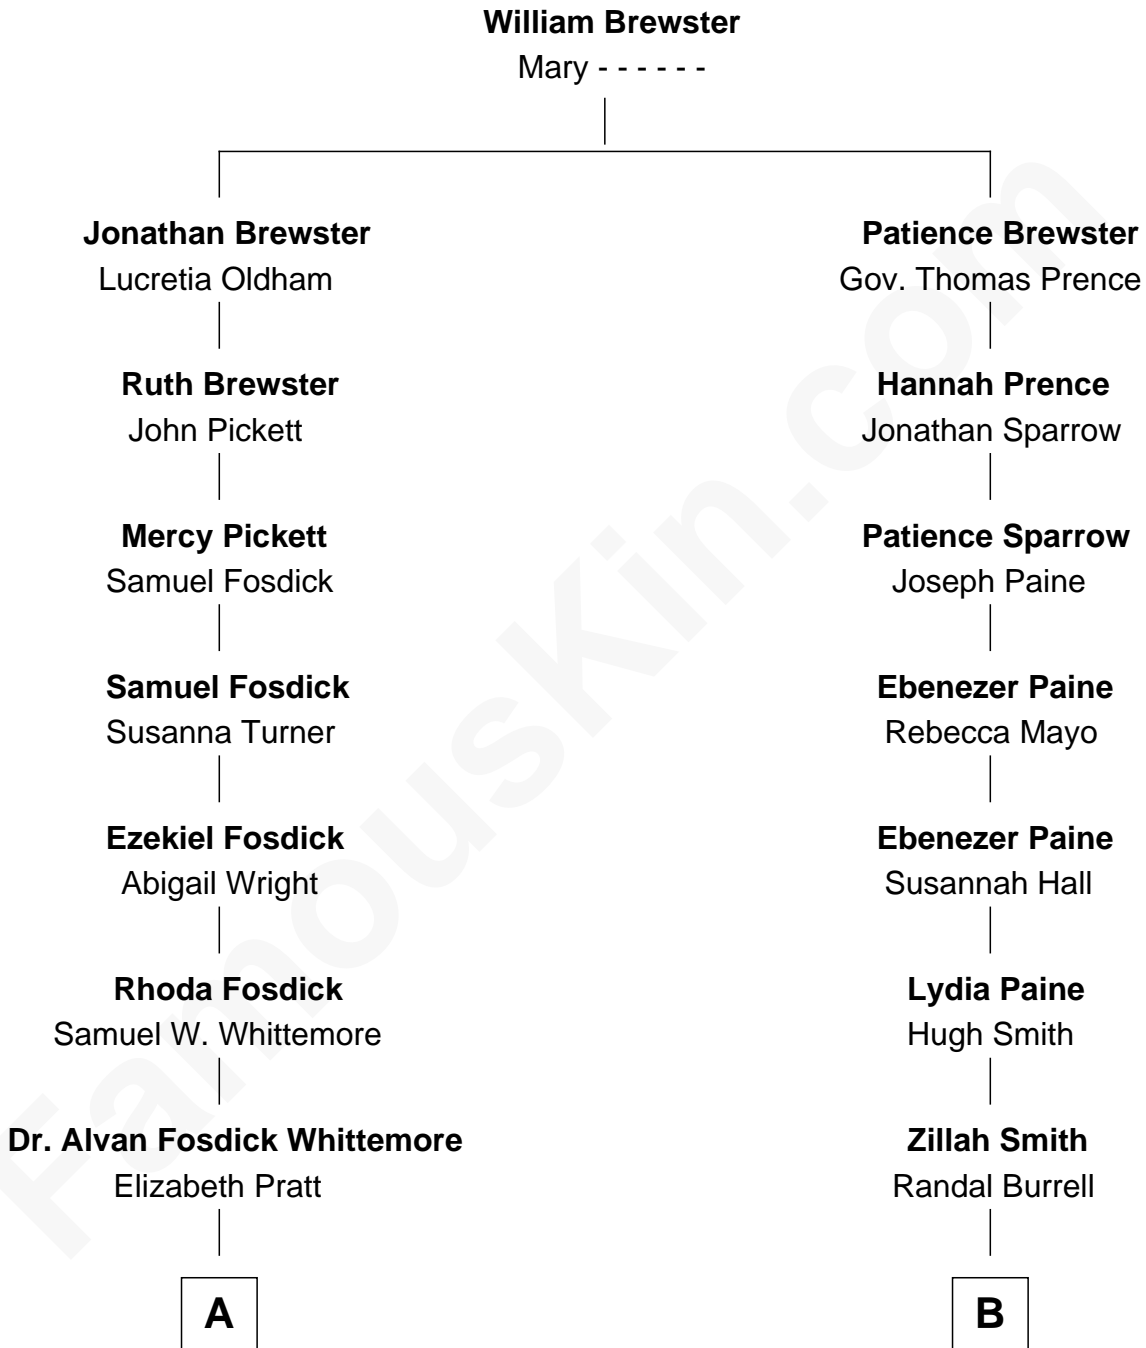 William Brewster
Mary - - - - - -
Jonathan Brewster
Lucretia Oldham
Patience Brewster
Gov. Thomas Prence
Ruth Brewster
John Pickett
Hannah Prence
Jonathan Sparrow
Mercy Pickett
Samuel Fosdick
Patience Sparrow
Joseph Paine
Samuel Fosdick
Susanna Turner
Ebenezer Paine
Rebecca Mayo
Ezekiel Fosdick
Abigail Wright
Ebenezer Paine
Susannah Hall
Rhoda Fosdick
Samuel W. Whittemore
Lydia Paine
Hugh Smith
Dr. Alvan Fosdick Whittemore
Elizabeth Pratt
Zillah Smith
Randal Burrell
A
B
FamousKin.com